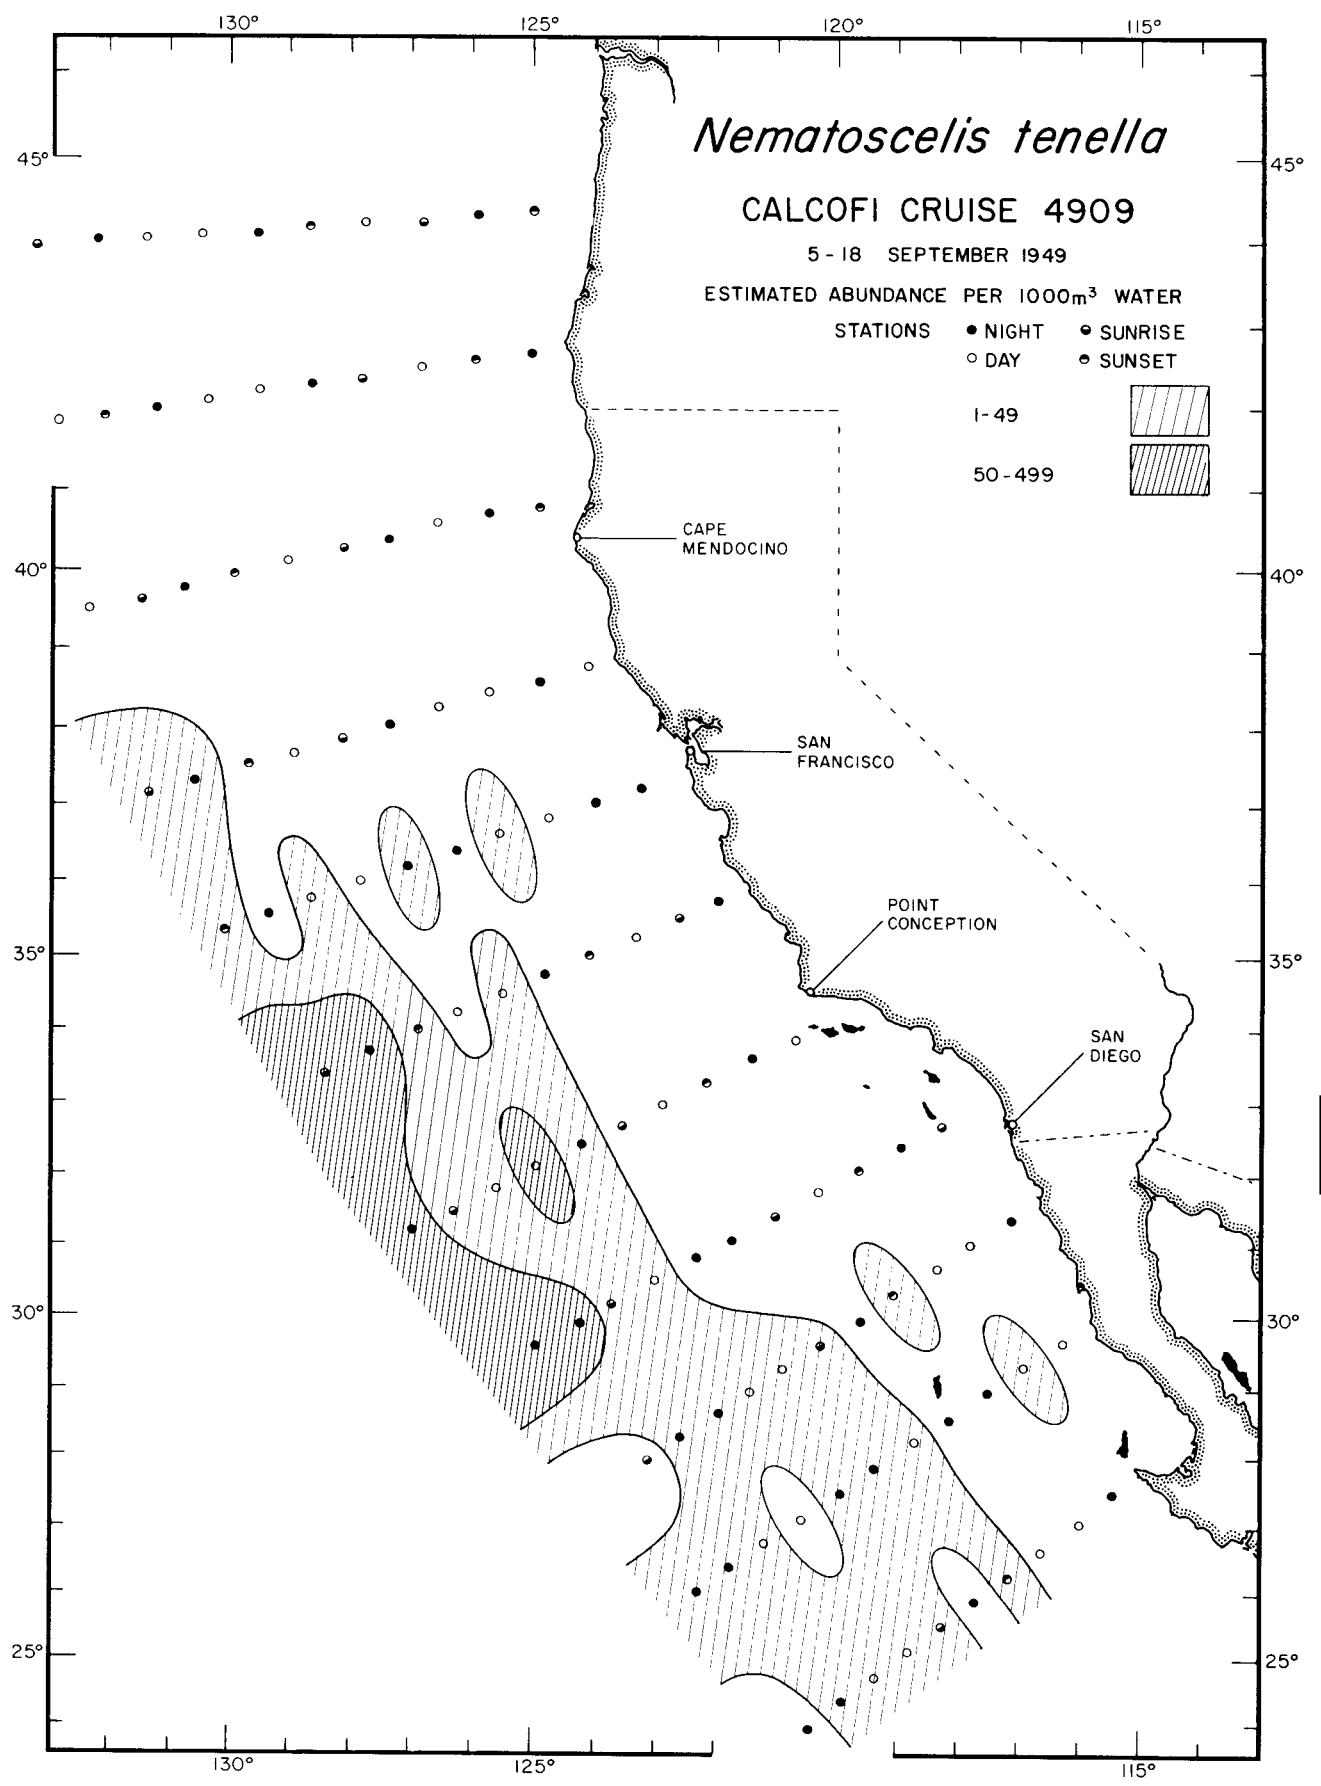 130° 125° 120° 115°
Nematoscelis tenella
45° 45°
CALCOFI CRUISE 4909
5-18 SEPTEMBER 1949
ESTIMATED ABUNDANCE PER 1000m³ WATER
STATIONS ● NIGHT ◒ SUNRISE
○ DAY ◓ SUNSET
1-49
50-499
CAPE
MENDOCINO
40° 40°
SAN
FRANCISCO
POINT
CONCEPTION
35° 35°
SAN
DIEGO
30° 30°
25° 25°
130° 125° 115°